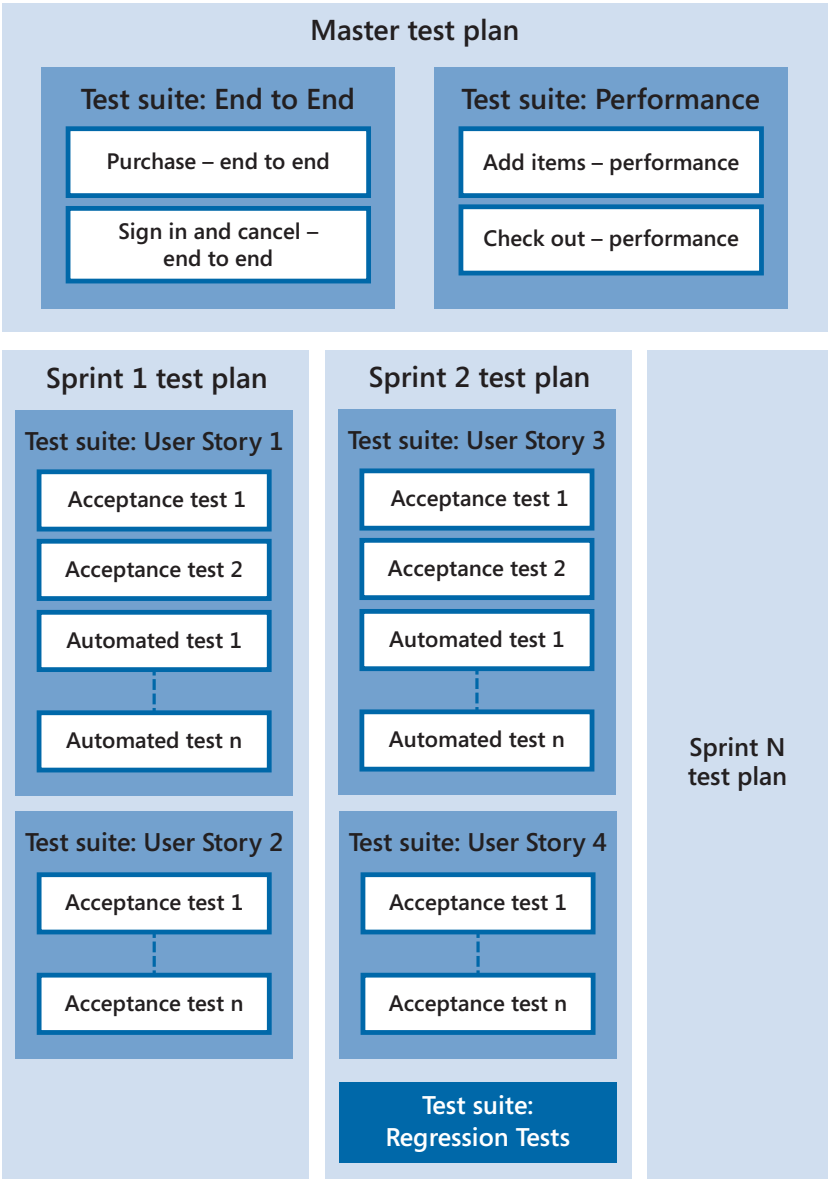 Master test plan
Test suite: End to End
Purchase – end to end
Sign in and cancel –
end to end
Test suite: Performance
Add items – performance
Check out – performance
Sprint 1 test plan
Test suite: User Story 1
Acceptance test 1
Acceptance test 2
Automated test 1
Automated test n
Test suite: User Story 2
Acceptance test 1
Acceptance test n
Sprint 2 test plan
Test suite: User Story 3
Acceptance test 1
Acceptance test 2
Automated test 1
Automated test n
Test suite: User Story 4
Acceptance test 1
Acceptance test n
Test suite:
Regression Tests
Sprint N
test plan